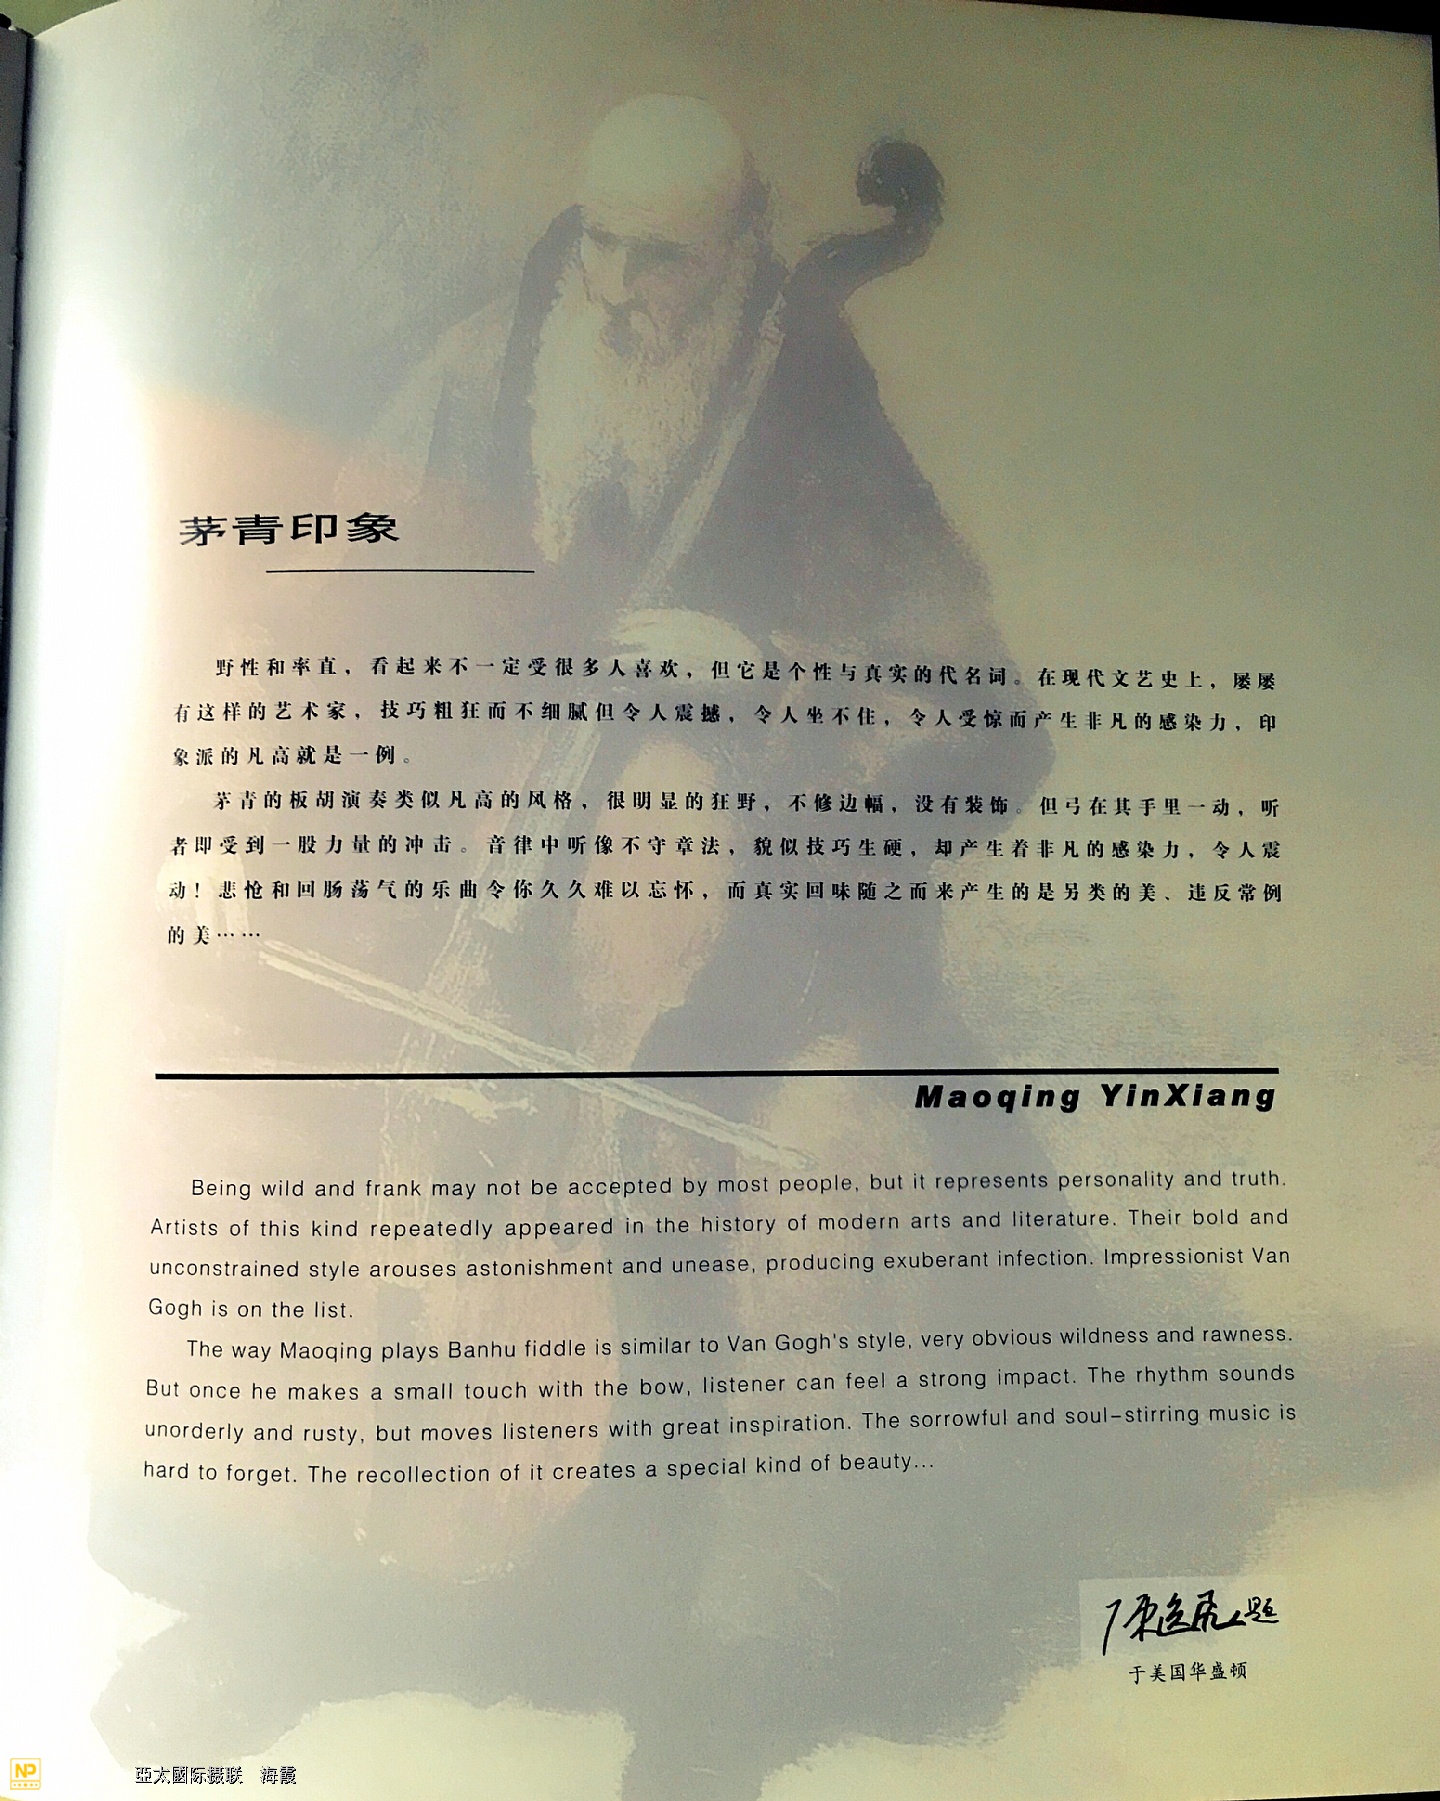 茅青印象
野性和率直，看起来不一定受很多人喜欢，但它是个性与真实的代名词。在现代文艺史上，屡屡
有这样的艺术家，技巧粗狂而不细腻但令人震撼，令人坐不住，令人受惊而产生非凡的感染力，印
象派的凡高就是一例。
茅青的板胡演奏类似凡高的风格，很明显的狂野，不修边幅，没有装饰。但弓在其手里一动，听
者即受到一股力量的冲击。音律中听像不守章法，貌似技巧生硬，却产生着非凡的感染力，令人震
动！悲怆和回肠荡气的乐曲令你久久难以忘怀，而真实回味随之而来产生的是另类的美、违反常例
的美……
Maoqing YinXiang
Being wild and frank may not be accepted by most people, but it represents personality and truth.
Artists of this kind repeatedly appeared in the history of modern arts and literature. Their bold and
unconstrained style arouses astonishment and unease, producing exuberant infection. Impressionist Van
Gogh is on the list.
The way Maoqing plays Banhu fiddle is similar to Van Gogh's style, very obvious wildness and rawness.
But once he makes a small touch with the bow, listener can feel a strong impact. The rhythm sounds
unorderly and rusty, but moves listeners with great inspiration. The sorrowful and soul-stirring music is
hard to forget. The recollection of it creates a special kind of beauty...
题
于美国华盛顿
NP
亞太國际摄联 海霞